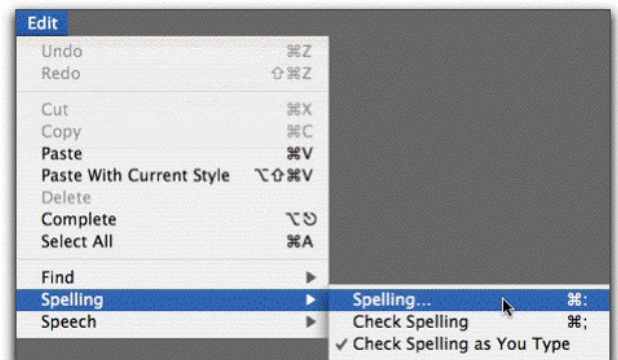 Edit
Undo ⌘Z
Redo ⇧⌘Z
Cut ⌘X
Copy ⌘C
Paste ⌘V
Paste With Current Style ⌥⇧⌘V
Delete
Complete ⌥⎋
Select All ⌘A
Find ▶
Spelling ▶ Spelling... ⌘:
Speech ▶ Check Spelling ⌘;
✓ Check Spelling as You Type